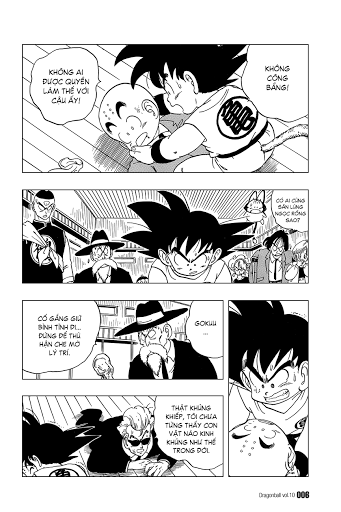 KHÔNG AI
ĐƯỢC QUYỀN
LÀM THẾ VỚI
CẬU ẤY!
KHÔNG
CÔNG
BẰNG!
CÓ AI CŨNG
SĂN LÙNG
NGỌC RỒNG
SAO?
CỐ GẮNG GIỮ
BÌNH TĨNH ĐI...
ĐỪNG ĐỂ THÙ
HẬN CHE MỜ
LÝ TRÍ.
GOKUU
...
THẬT KHỦNG
KHIẾP, TÔI CHƯA
TỪNG THẤY CON
VẬT NÀO KINH
KHỦNG NHƯ THẾ
TRONG ĐỜI.
Dragonball vol.10